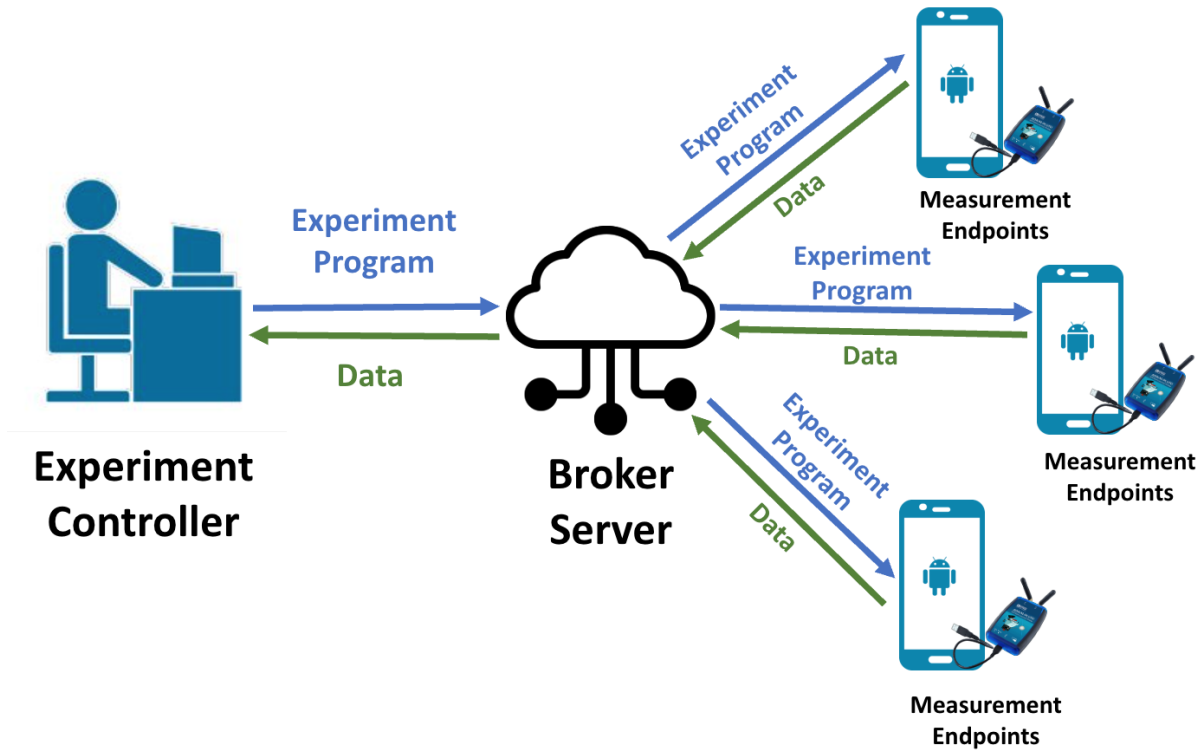 Experiment
Program
Data
Experiment
Controller
Broker
Server
Experiment
Program
Data
Measurement
Endpoints
Experiment
Program
Data
Measurement
Endpoints
Experiment
Program
Data
Measurement
Endpoints